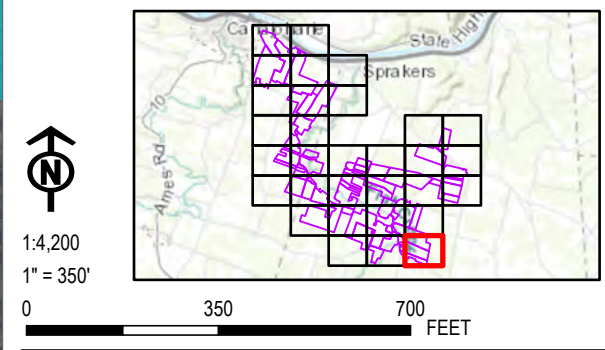 State High
Sprakers
10
Ames Rd
N
1:4,200
1" = 350'
0 350 700
FEET